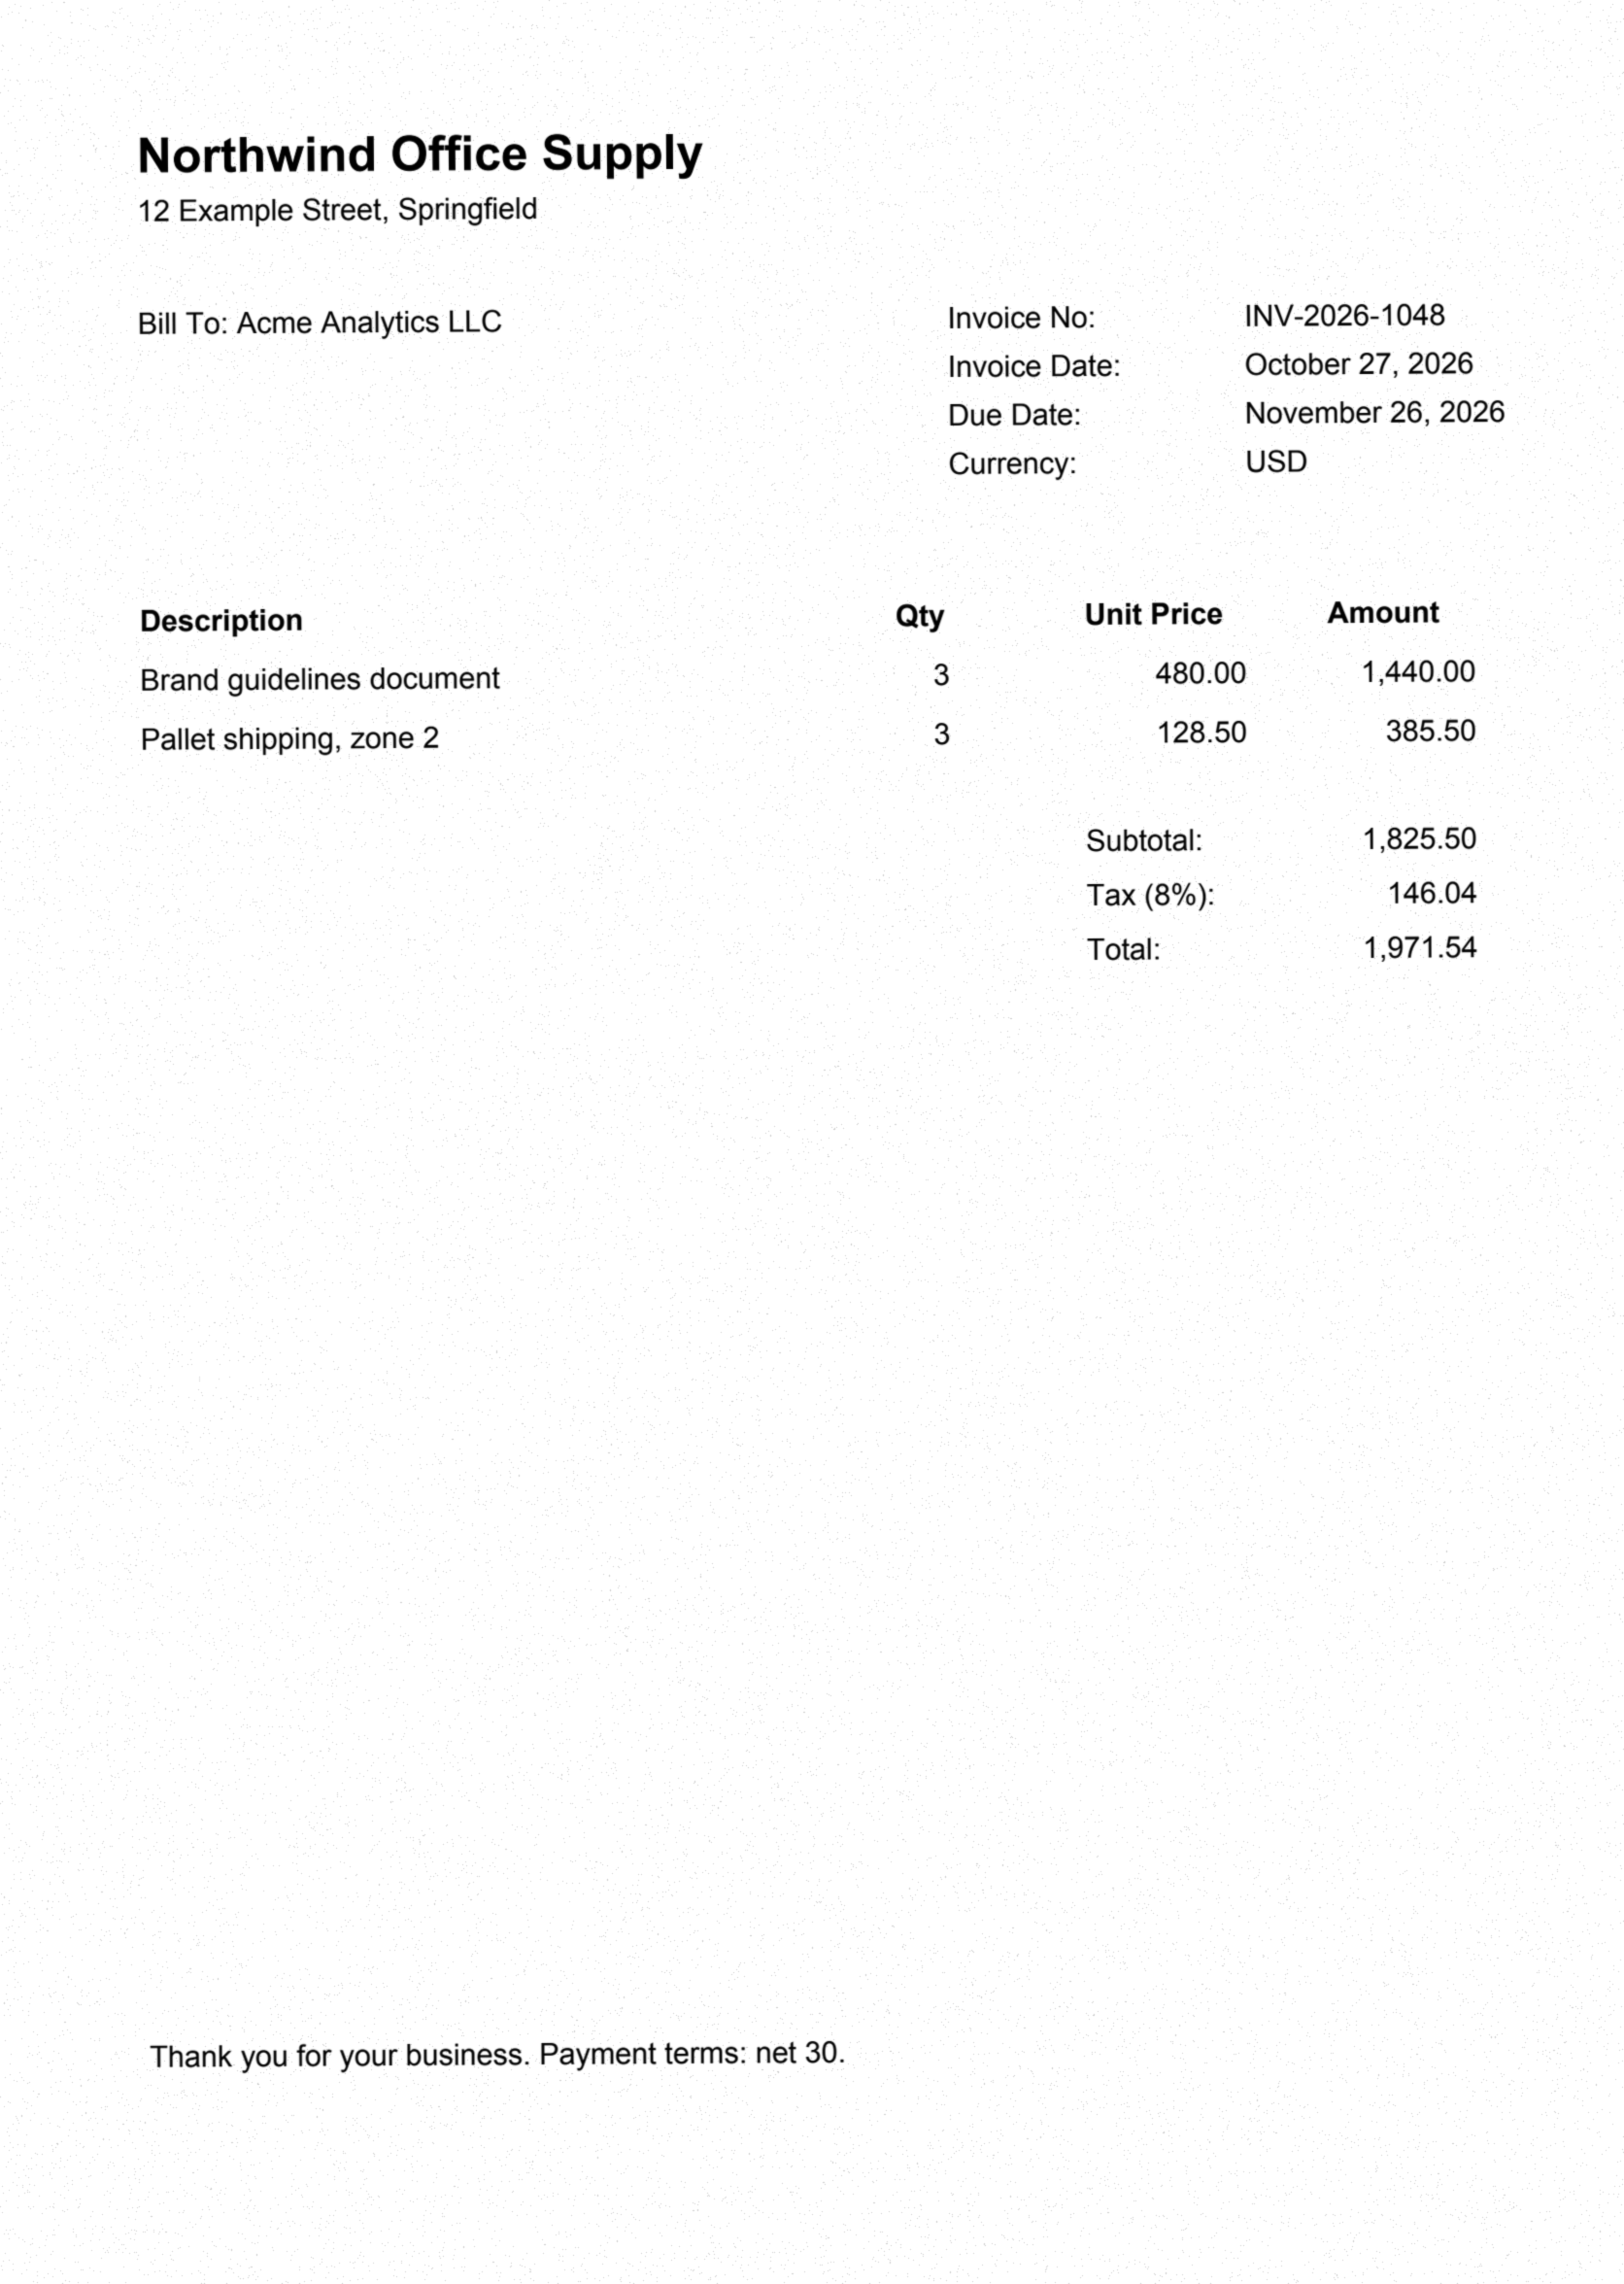 Northwind Office Supply
12 Example Street, Springfield
Bill To: Acme Analytics LLC
Invoice No: INV-2026-1048
Invoice Date: October 27, 2026
Due Date: November 26, 2026
Currency: USD
Description Qty Unit Price Amount
Brand guidelines document 3 480.00 1,440.00
Pallet shipping, zone 2 3 128.50 385.50
Subtotal: 1,825.50
Tax (8%): 146.04
Total: 1,971.54
Thank you for your business. Payment terms: net 30.